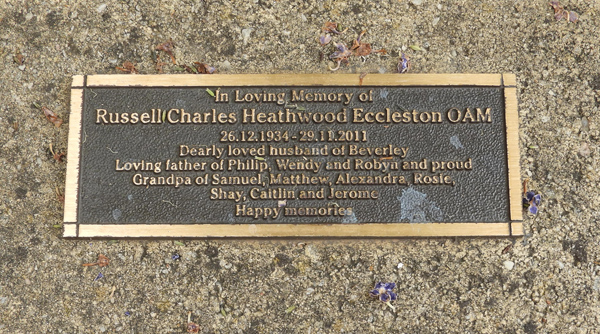 In Loving Memory of
Russell Charles Heathwood Eccleston OAM
26.12.1934 - 29.11.2011
Dearly loved husband of Beverley
Loving father of Philip, Wendy and Robyn and proud
Grandpa of Samuel, Matthew, Alexandra, Rosie,
Shay, Caitlin and Jerome
Happy memories